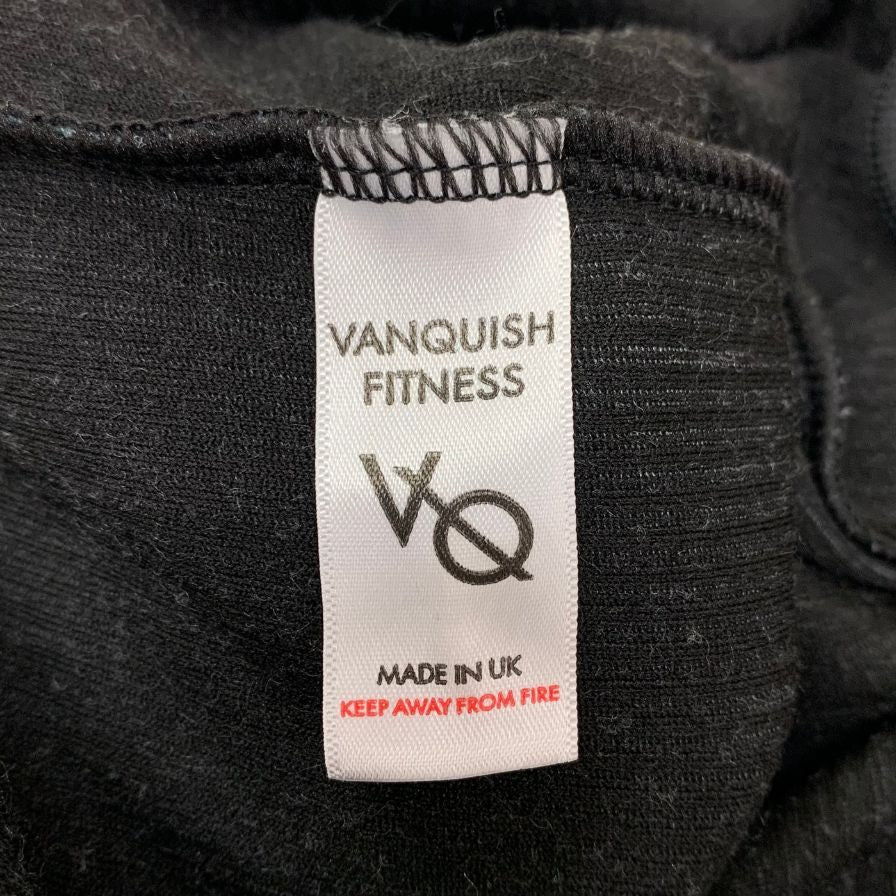 VANQUISH
FITNESS
VQ
MADE IN UK
KEEP AWAY FROM FIRE